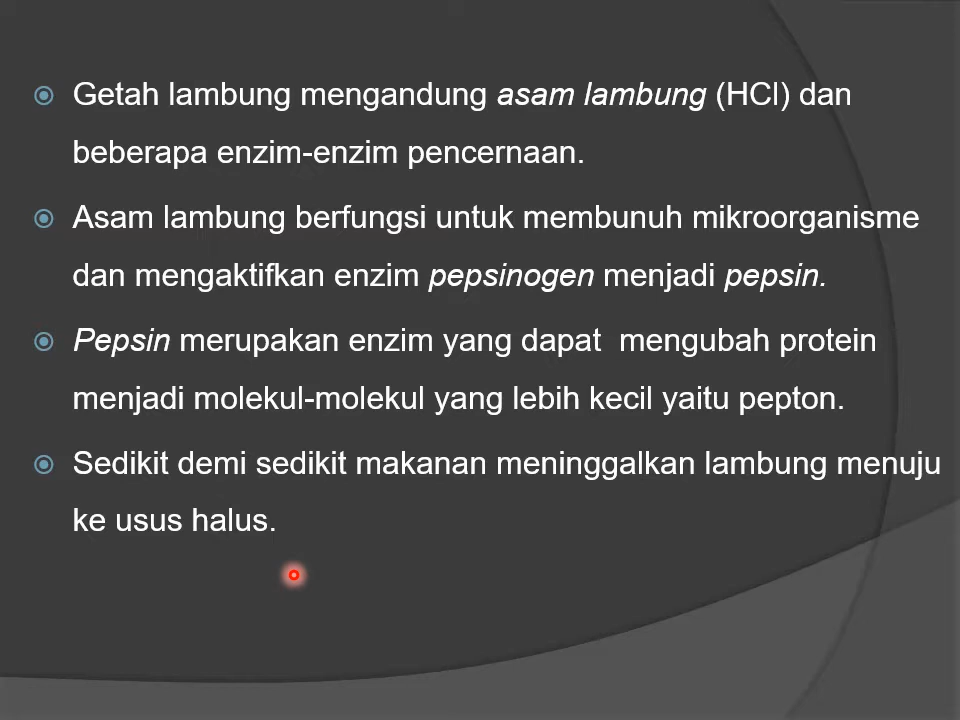 Getah lambung mengandung asam lambung (HCl) dan
beberapa enzim-enzim pencernaan.
Asam lambung berfungsi untuk membunuh mikroorganisme
dan mengaktifkan enzim pepsinogen menjadi pepsin.
Pepsin merupakan enzim yang dapat  mengubah protein
menjadi molekul-molekul yang lebih kecil yaitu pepton.
Sedikit demi sedikit makanan meninggalkan lambung menuju
ke usus halus.